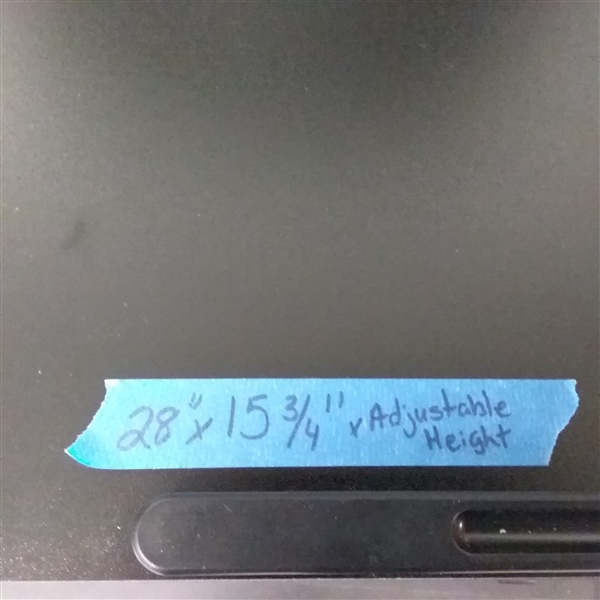 28" x 15 3/4" x Adjustable
Height